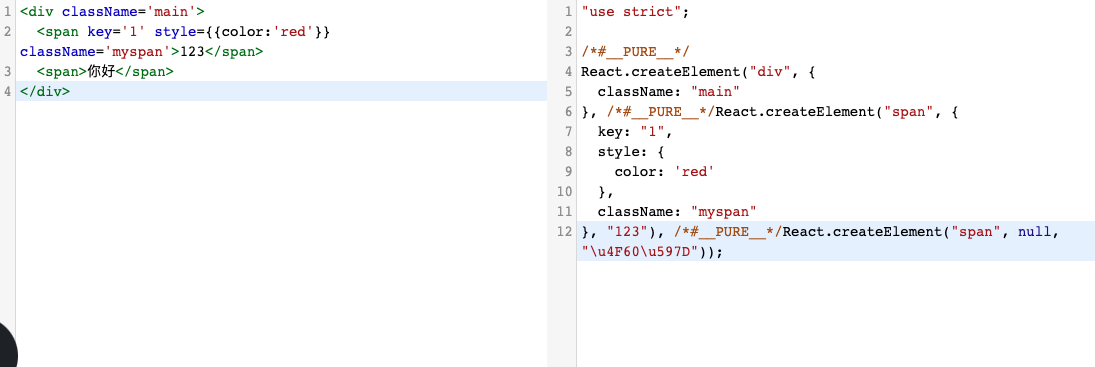 1 <div className='main'>
2   <span key='1' style={{color:'red'}}
className='myspan'>123</span>
3   <span>你好</span>
4 </div>
1 "use strict";
2
3 /*#__PURE__*/
4 React.createElement("div", {
5   className: "main"
6 }, /*#__PURE__*/React.createElement("span", {
7   key: "1",
8   style: {
9     color: 'red'
10   },
11   className: "myspan"
12 }, "123"), /*#__PURE__*/React.createElement("span", null,
"\u4F60\u597D"));